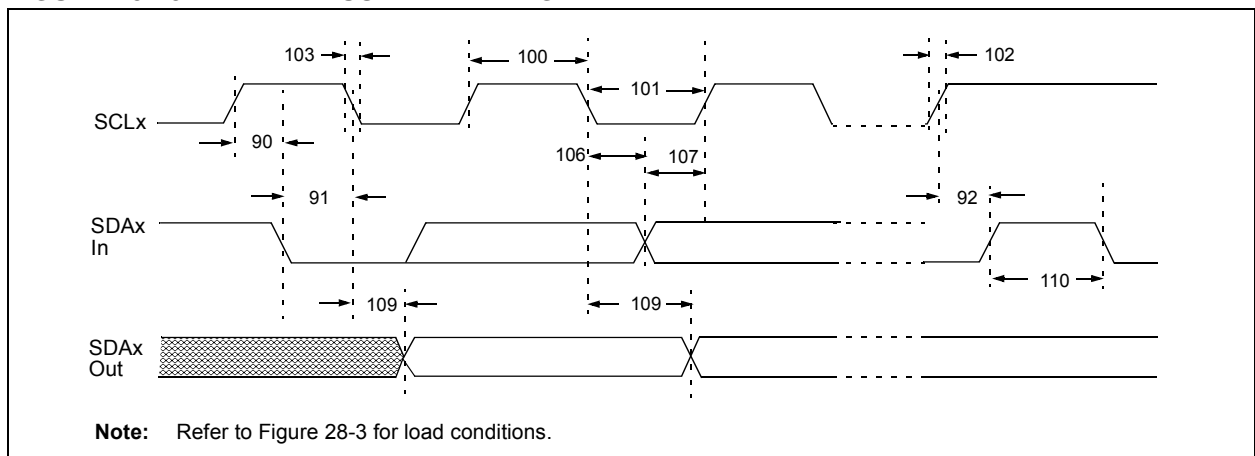 103
100
102
101
SCLx
90
106
107
91
92
SDAx
In
110
109
109
SDAx
Out
Note: Refer to Figure 28-3 for load conditions.